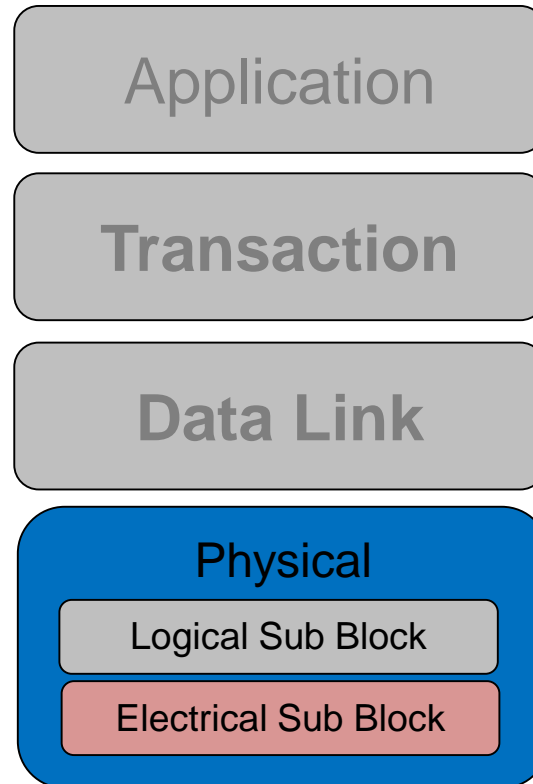 Application
Transaction
Data Link
Physical
Logical Sub Block
Electrical Sub Block